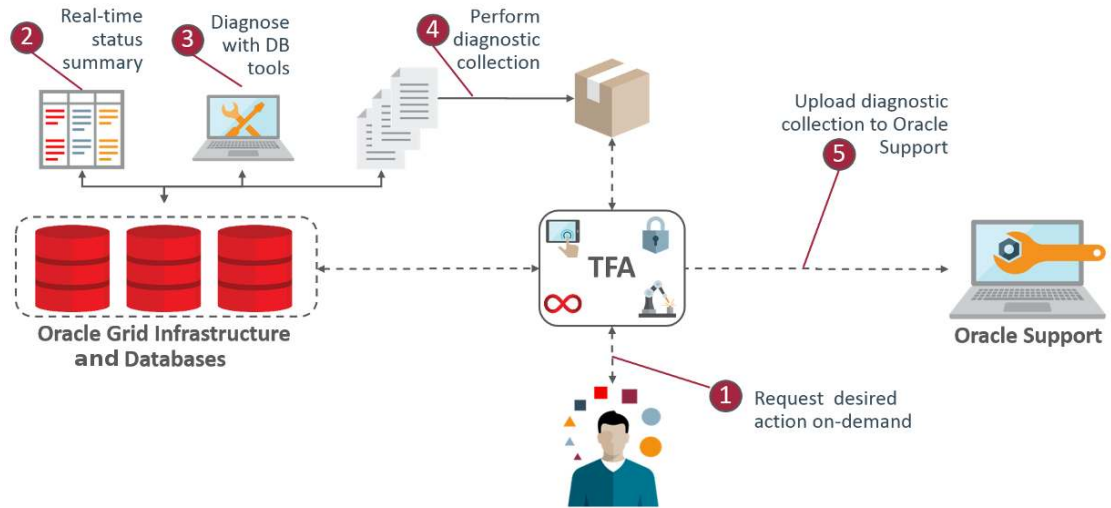 2
Real-time
status
summary
3
Diagnose
with DB
tools
4
Perform
diagnostic
collection
Upload diagnostic
collection to Oracle
Support
5
TFA
Oracle Grid Infrastructure
and Databases
Oracle Support
1
Request desired
action on-demand